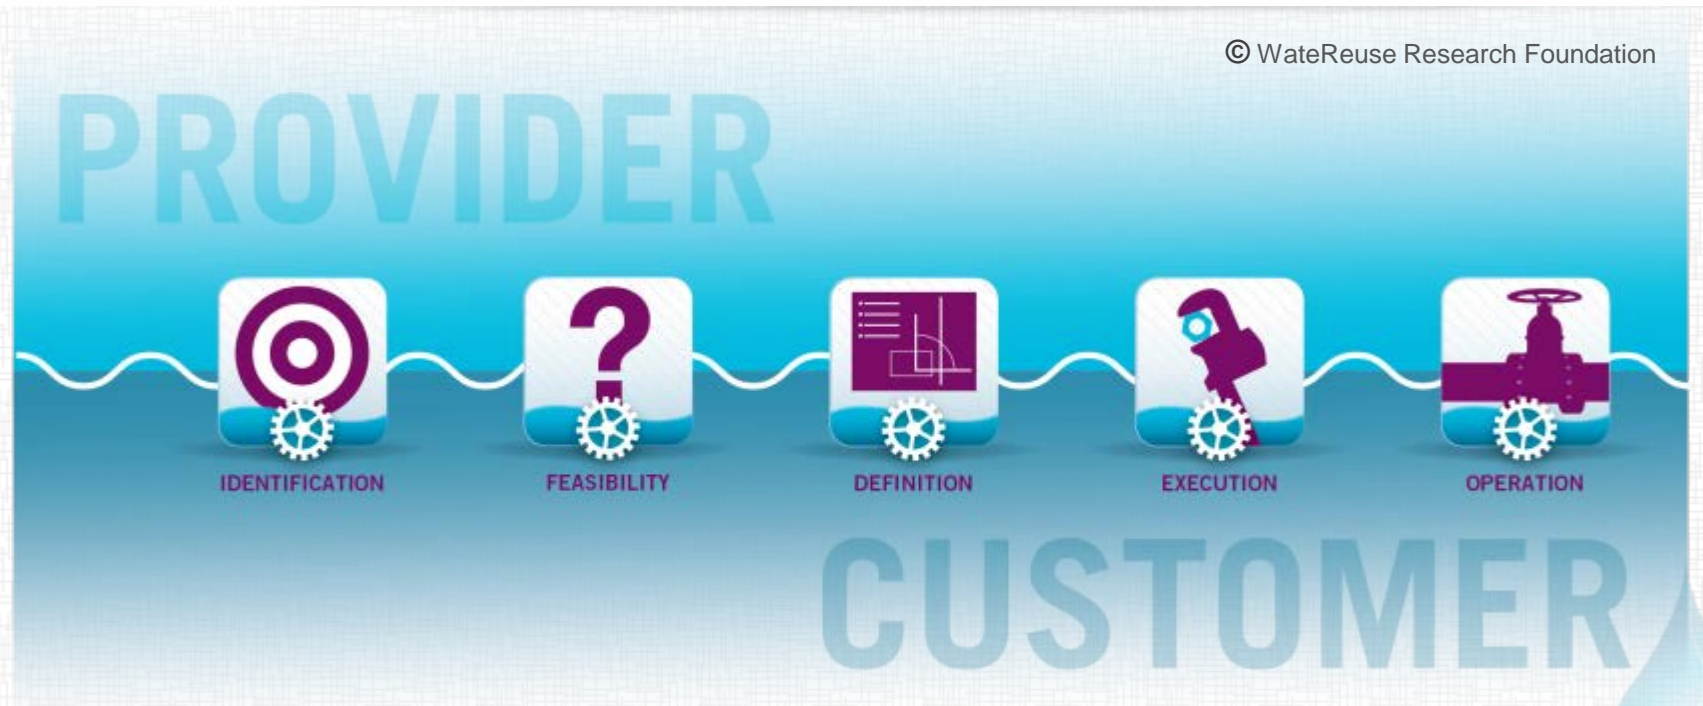 © WateReuse Research Foundation
PROVIDER
?
IDENTIFICATION
FEASIBILITY
DEFINITION
EXECUTION
OPERATION
CUSTOMER